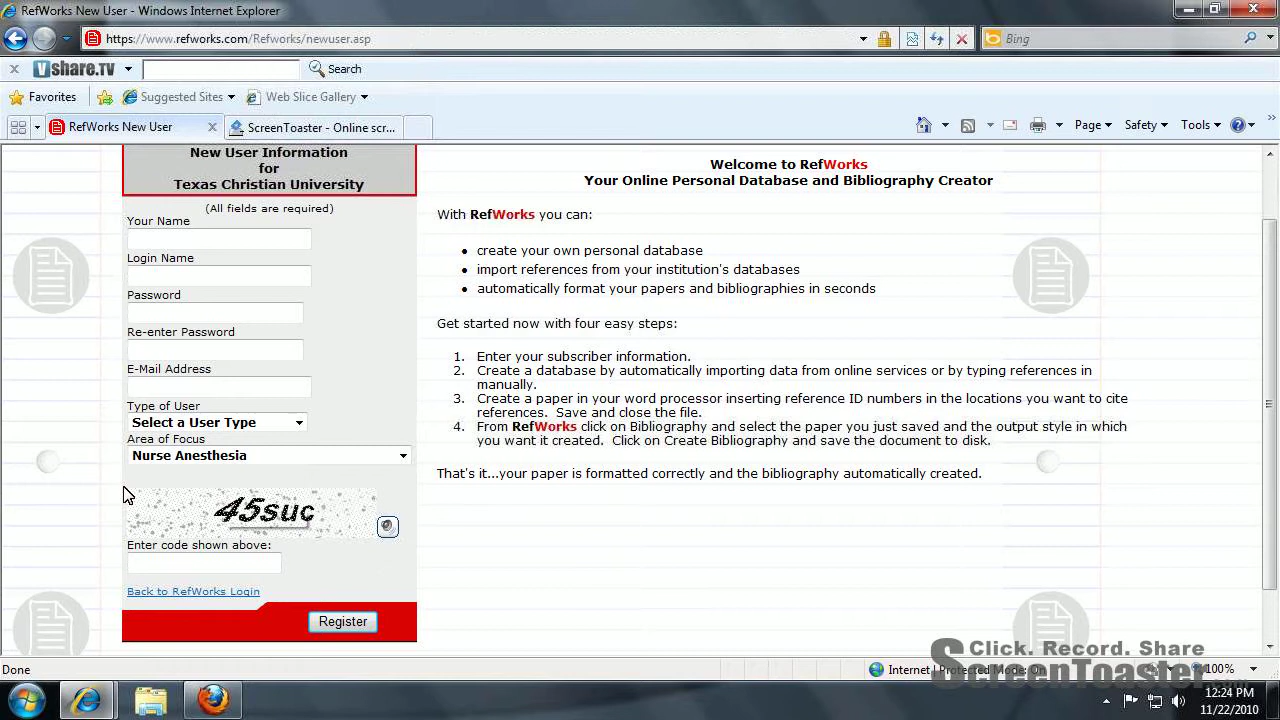 RefWorks New User - Windows Internet Explorer
https://www.refworks.com/Refworks/newuser.asp
Bing
Vshare.tv
Search
Favorites
Suggested Sites
Web Slice Gallery
RefWorks New User
ScreenToaster - Online scr...
Page
Safety
Tools
New User Information
for
Texas Christian University
(All fields are required)
Your Name
Login Name
Password
Re-enter Password
E-Mail Address
Type of User
Select a User Type
Area of Focus
Nurse Anesthesia
45suc
Enter code shown above:
Back to RefWorks Login
Register
Welcome to RefWorks
Your Online Personal Database and Bibliography Creator
With RefWorks you can:
• create your own personal database
• import references from your institution's databases
• automatically format your papers and bibliographies in seconds
Get started now with four easy steps:
1. Enter your subscriber information.
2. Create a database by automatically importing data from online services or by typing references in
manually.
3. Create a paper in your word processor inserting reference ID numbers in the locations you want to cite
references. Save and close the file.
4. From RefWorks click on Bibliography and select the paper you just saved and the output style in which
you want it created. Click on Create Bibliography and save the document to disk.
That's it...your paper is formatted correctly and the bibliography automatically created.
Click. Record. Share
ScreenToaster.com
Done
Internet | Protected Mode: On
100%
12:24 PM
11/22/2010